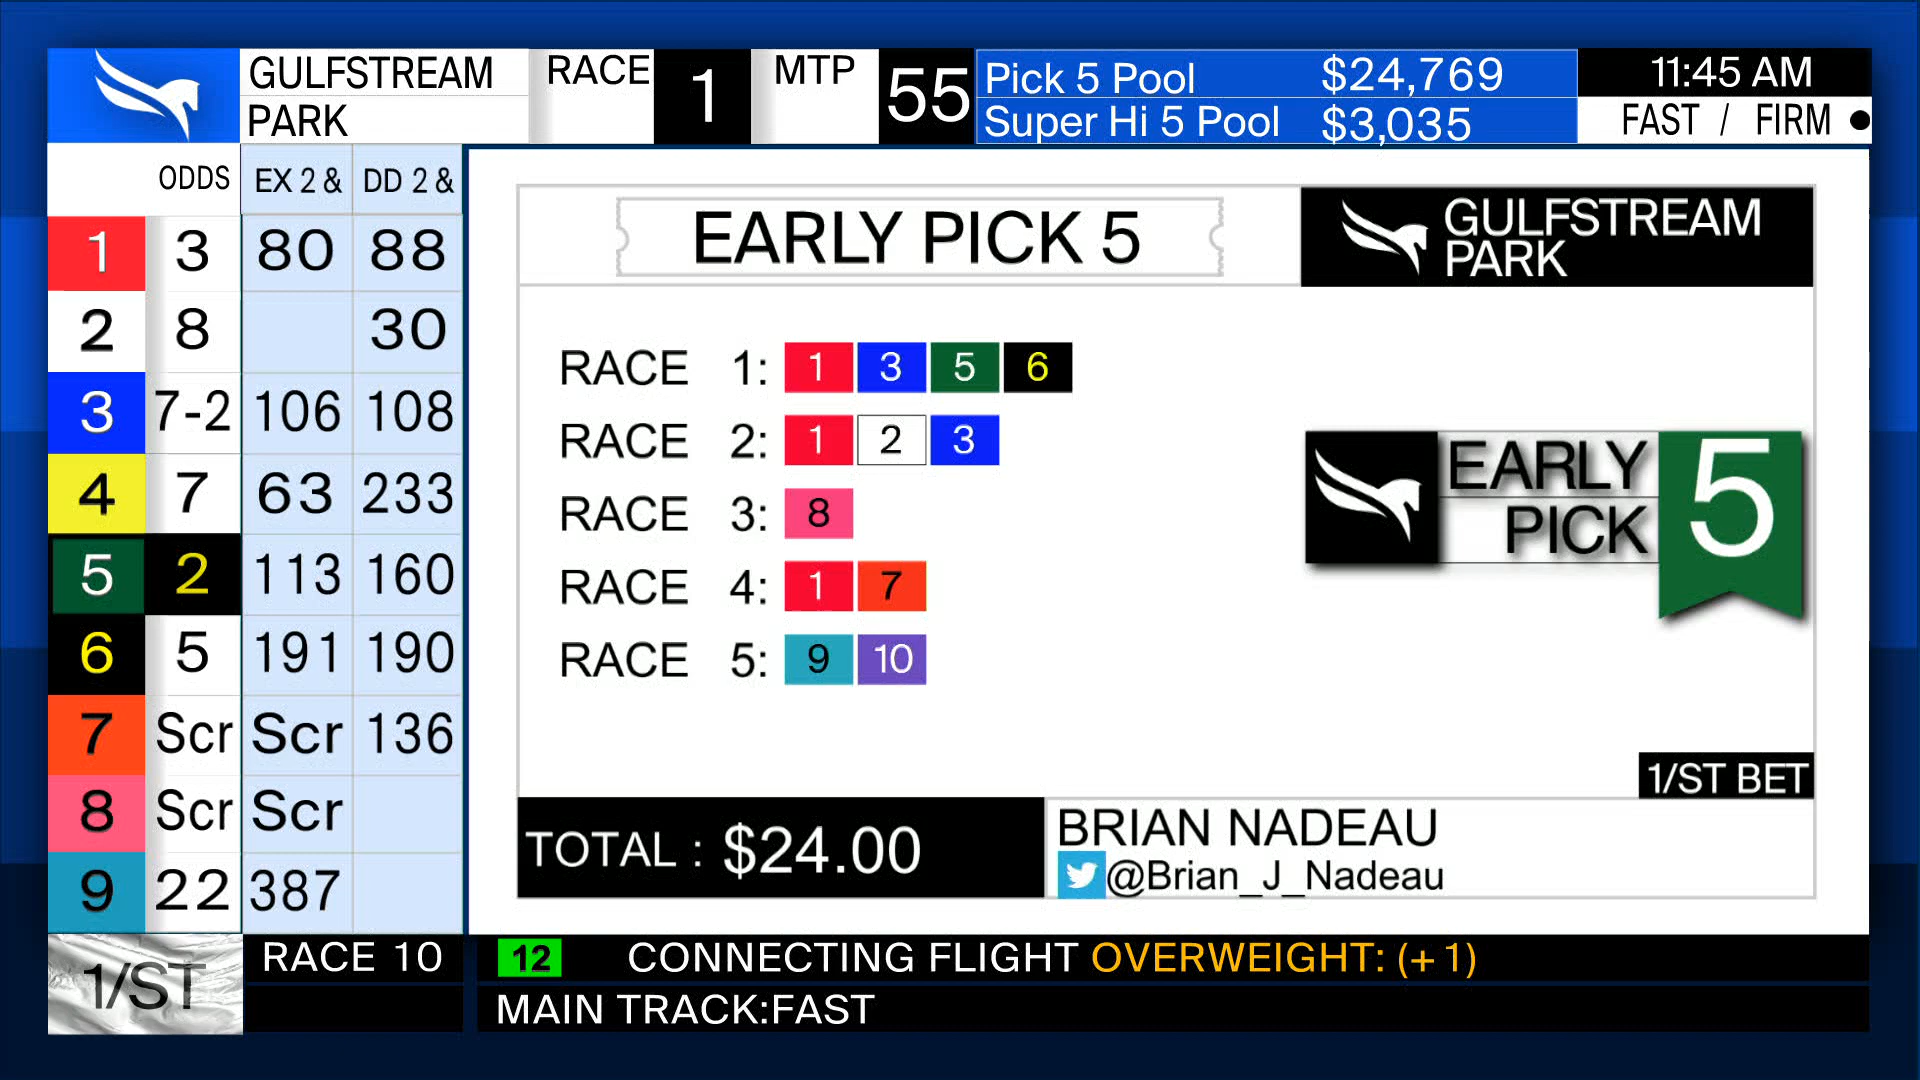 GULFSTREAM PARK
RACE 1
MTP 55
Pick 5 Pool $24,769
Super Hi 5 Pool $3,035
11:45 AM
FAST / FIRM
ODDS EX 2 & DD 2 &
1 3 80 88
2 8 30
3 7-2 106 108
4 7 63 233
5 2 113 160
6 5 191 190
7 Scr Scr 136
8 Scr Scr
9 22 387
EARLY PICK 5
GULFSTREAM
PARK
RACE 1: 1 3 5 6
RACE 2: 1 2 3
RACE 3: 8
RACE 4: 1 7
RACE 5: 9 10
EARLY
PICK 5
1/ST BET
TOTAL : $24.00
BRIAN NADEAU
@Brian_J_Nadeau
1/ST
RACE 10 12 CONNECTING FLIGHT OVERWEIGHT: (+1)
MAIN TRACK:FAST